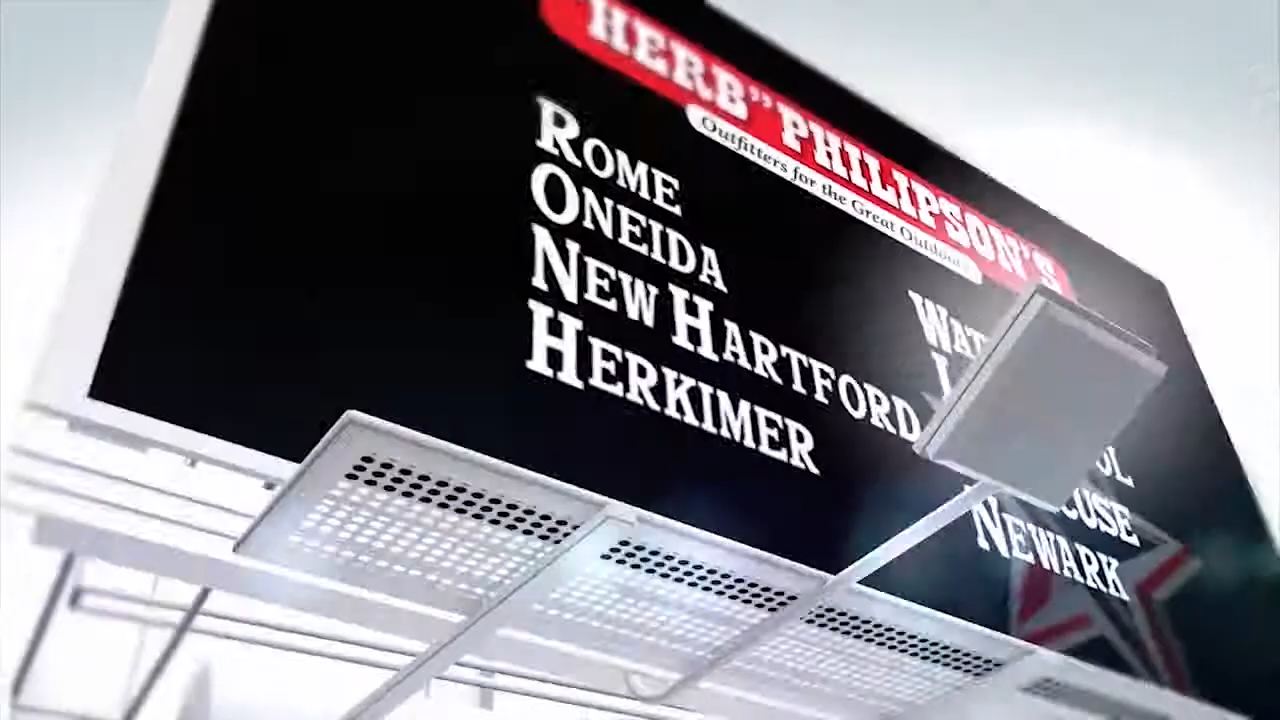 "HERB" PHILIPSON'S
Outfitters for the Great Outdoors
ROME
ONEIDA
NEW HARTFORD
HERKIMER
NEWARK